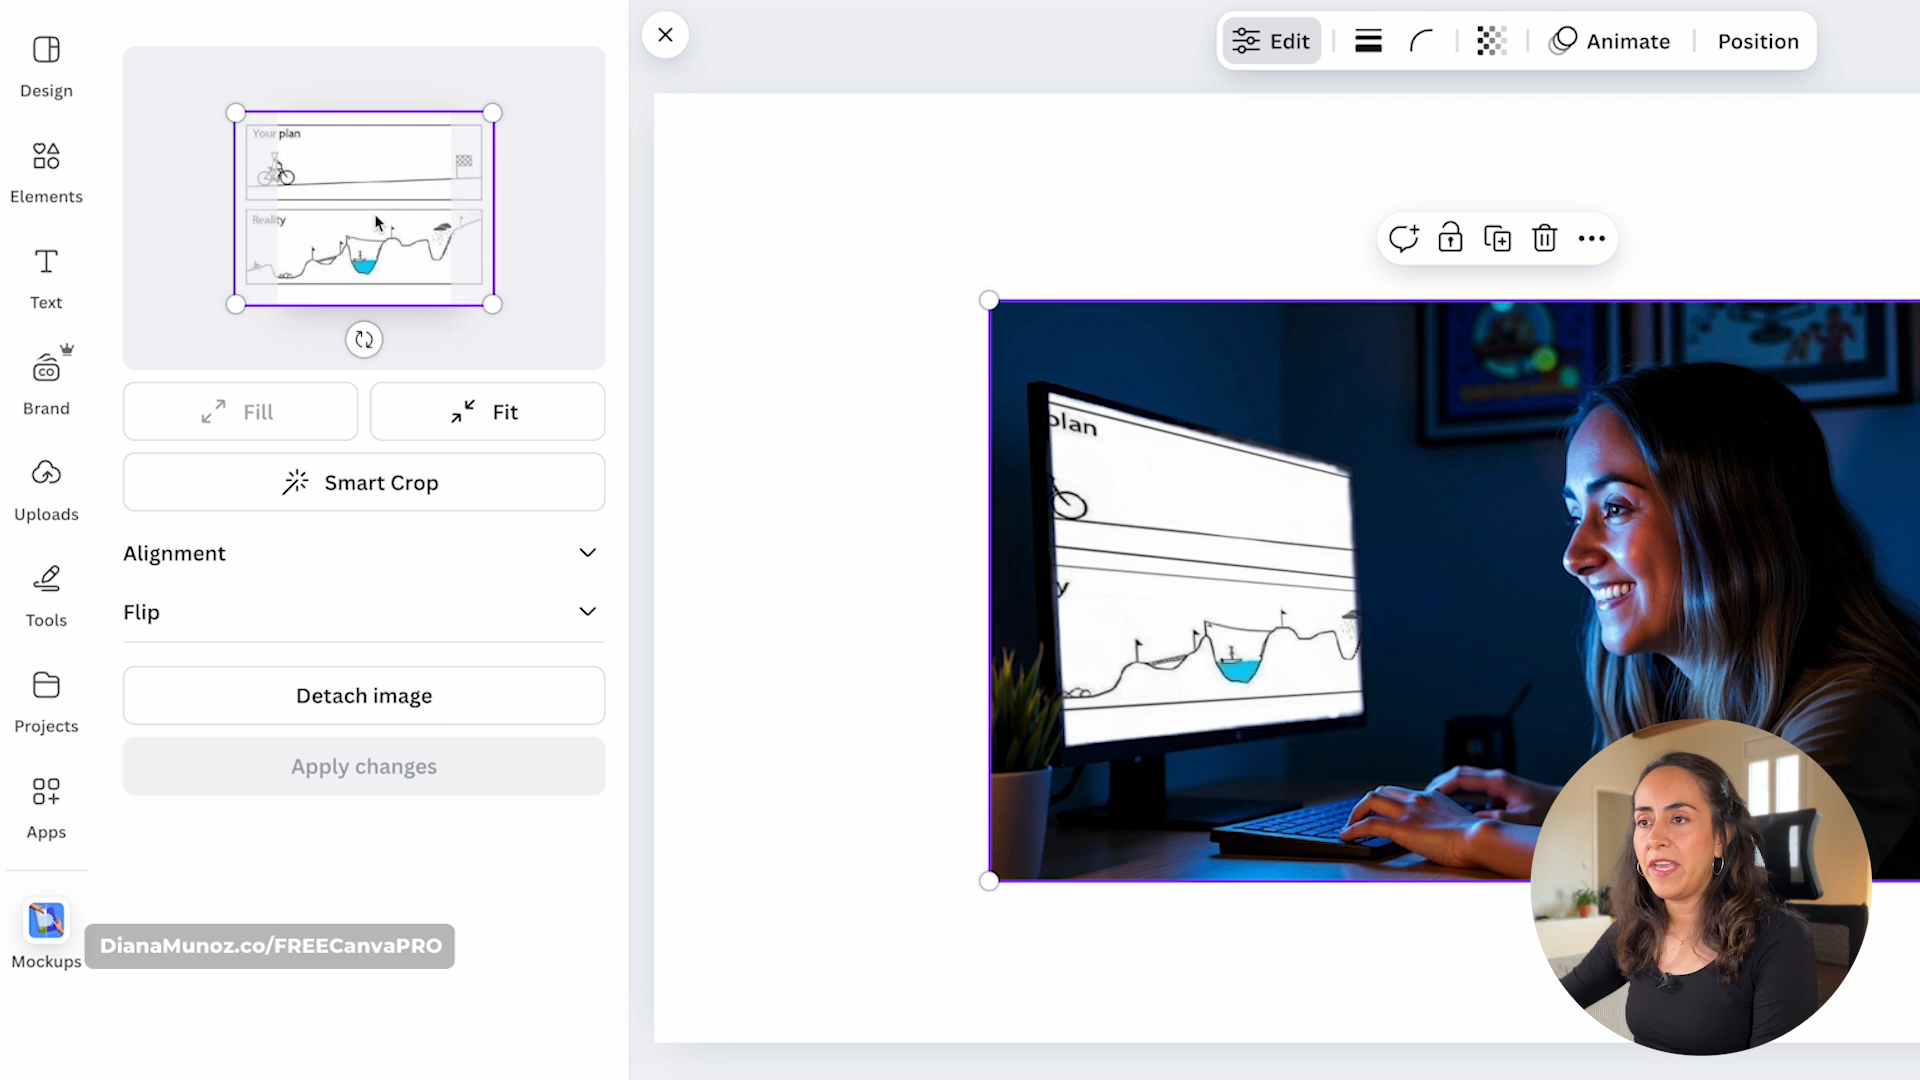 Design
Elements
Text
Brand
CO
Uploads
Tools
Projects
Apps
Mockups
Your plan
Reality
Fill
Fit
Smart Crop
Alignment
Flip
Detach image
Apply changes
DianaMunoz.co/FREECanvaPRO
Edit
Animate
Position
plan
y